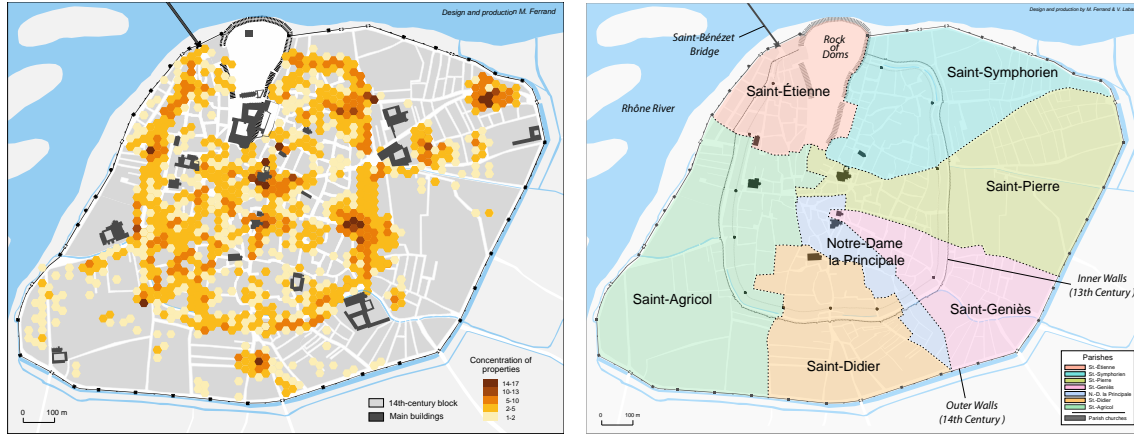 Design and production M. Ferrand
Concentration of
properties
14-17
10-13
5-10
2-5
1-2
14th-century block
Main buildings
0 100 m
Design and production by M. Ferrand & V. Laba
Saint-Bénézet
Bridge
Rock
of
Doms
Saint-Symphorien
Saint-Étienne
Rhône River
Saint-Pierre
Notre-Dame
la Principale
Inner Walls
(13th Century)
Saint-Agricol
Saint-Geniès
Saint-Didier
Outer Walls
(14th Century )
Parishes
St.-Étienne
St.-Symphorien
St.-Pierre
St.-Geniès
N.-D. la Principale
St.-Didier
St.-Agricol
Parish churches
0 100 m